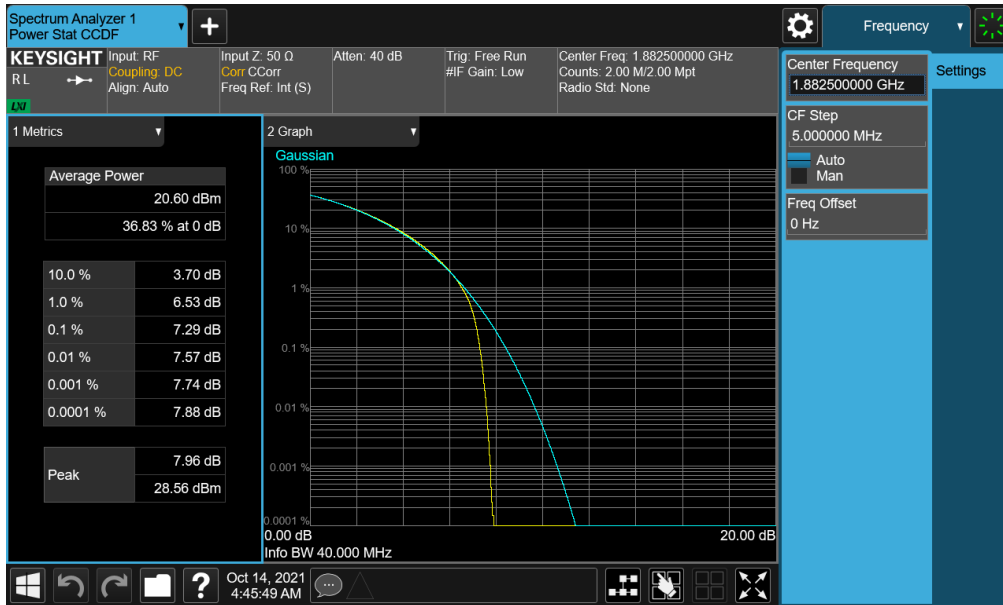 Spectrum Analyzer 1
Power Stat CCDF
+
Frequency
KEYSIGHT
R L
LXI
Input: RF
Coupling: DC
Align: Auto
Input Z: 50 Ω
Corr CCorr
Freq Ref: Int (S)
Atten: 40 dB
Trig: Free Run
#IF Gain: Low
Center Freq: 1.882500000 GHz
Counts: 2.00 M/2.00 Mpt
Radio Std: None
Center Frequency
1.882500000 GHz
Settings
CF Step
5.000000 MHz
Auto
Man
Freq Offset
0 Hz
1 Metrics
Average Power
20.60 dBm
36.83 % at 0 dB
10.0 % 3.70 dB
1.0 % 6.53 dB
0.1 % 7.29 dB
0.01 % 7.57 dB
0.001 % 7.74 dB
0.0001 % 7.88 dB
Peak
7.96 dB
28.56 dBm
2 Graph
Gaussian
100 %
10 %
1 %
0.1 %
0.01 %
0.001 %
0.0001 %
0.00 dB 20.00 dB
Info BW 40.000 MHz
?
Oct 14, 2021
4:45:49 AM